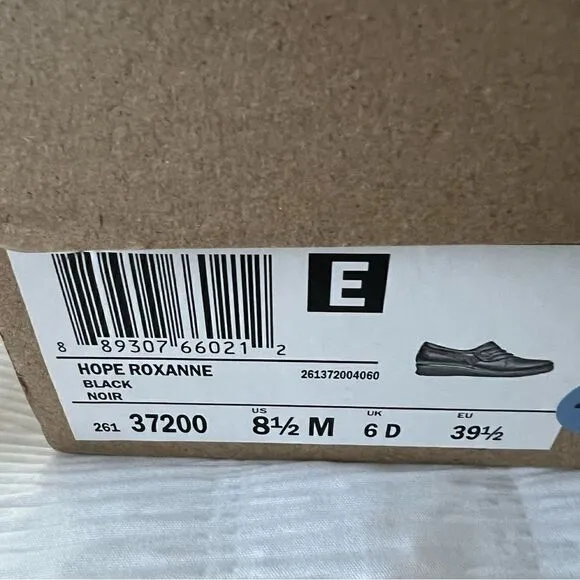 E
8 89307 66021 2
HOPE ROXANNE
261372004060
BLACK
NOIR
US UK EU
261 37200 8½ M 6 D 39½